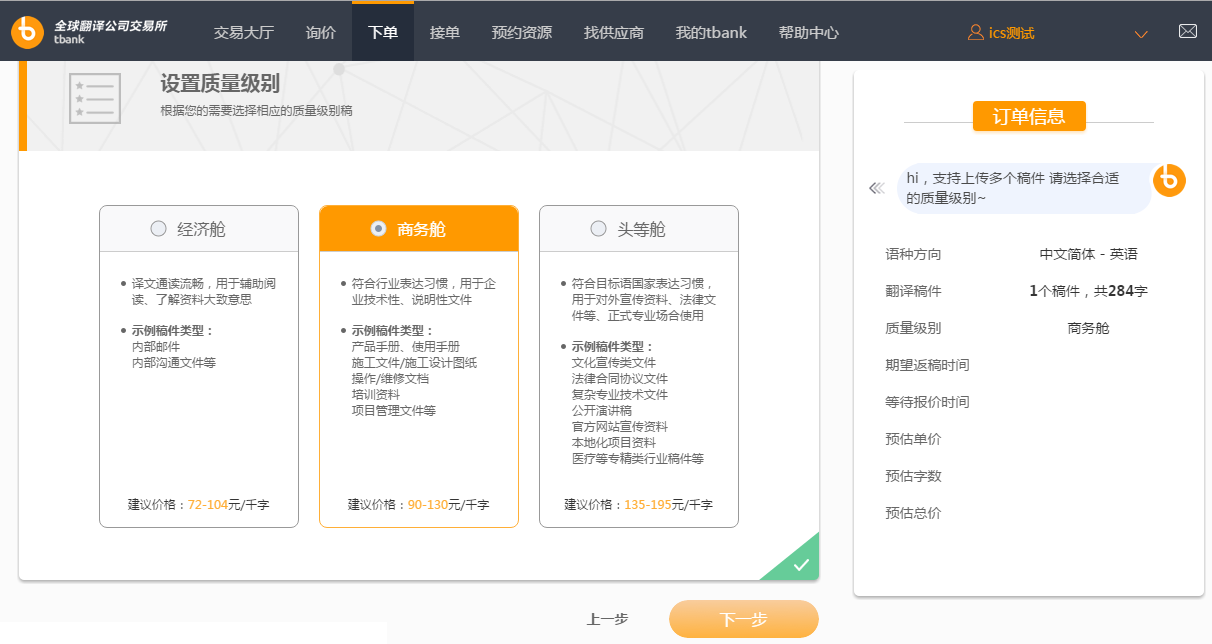 全球翻译公司交易所
tbank
交易大厅 询价 下单 接单 预约资源 找供应商 我的tbank 帮助中心 ics测试
设置质量级别
根据您的需要选择相应的质量级别稿
经济舱
译文通读流畅，用于辅助阅
读、了解资料大致意思
示例稿件类型：
内部邮件
内部沟通文件等
建议价格：72-104元/千字
商务舱
符合行业表达习惯，用于企
业技术性、说明性文件
示例稿件类型：
产品手册、使用手册
施工文件/施工设计图纸
操作/维修文档
培训资料
项目管理文件等
建议价格：90-130元/千字
头等舱
符合目标语国家表达习惯，
用于对外宣传资料、法律文
件等、正式专业场合使用
示例稿件类型：
文化宣传类文件
法律合同协议文件
复杂专业技术文件
公开演讲稿
官方网站宣传资料
本地化项目资料
医疗等专精类行业稿件等
建议价格：135-195元/千字
上一步 下一步
订单信息
hi，支持上传多个稿件 请选择合适
的质量级别~
语种方向 中文简体 - 英语
翻译稿件 1个稿件，共284字
质量级别 商务舱
期望返稿时间
等待报价时间
预估单价
预估字数
预估总价